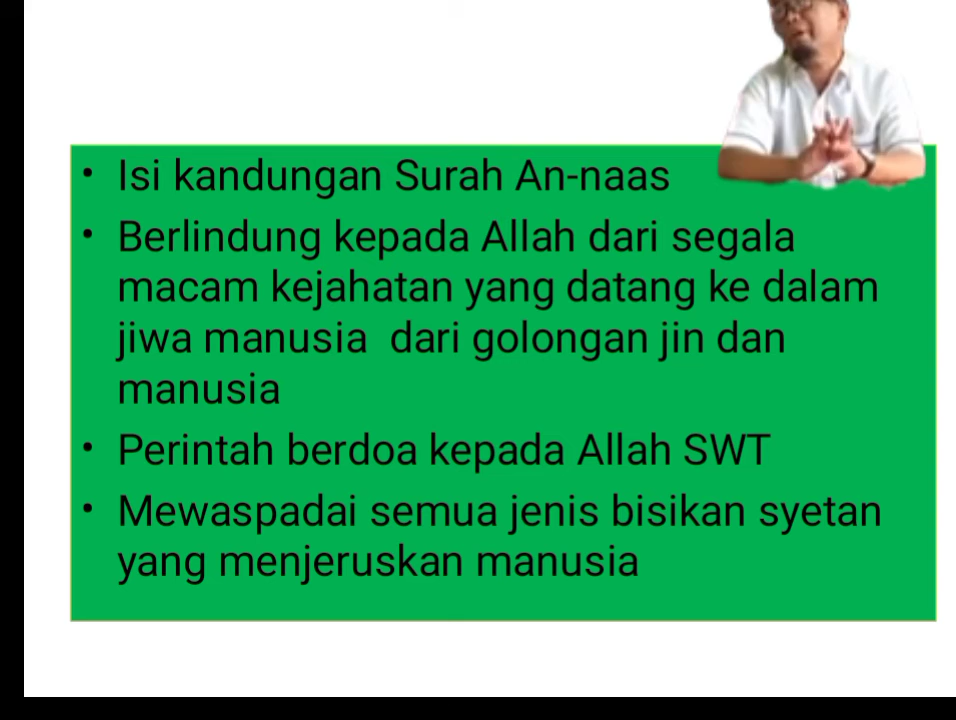 • Isi kandungan Surah An-naas
• Berlindung kepada Allah dari segala
macam kejahatan yang datang ke dalam
jiwa manusia  dari golongan jin dan
manusia
• Perintah berdoa kepada Allah SWT
• Mewaspadai semua jenis bisikan syetan
yang menjeruskan manusia